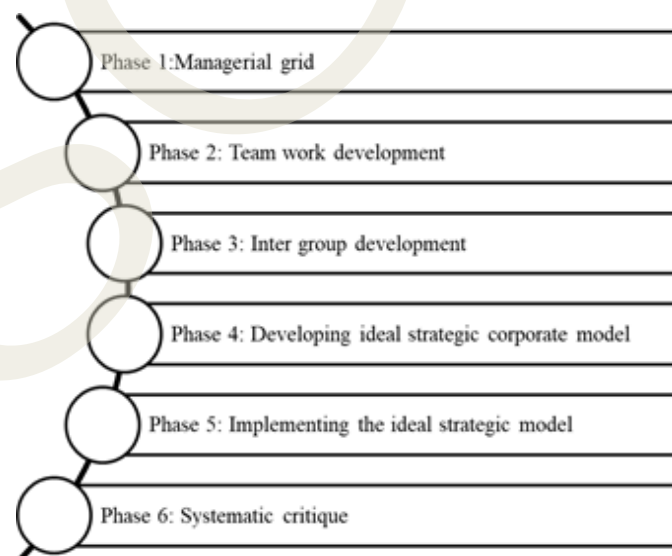 Phase 1:Managerial grid
Phase 2: Team work development
Phase 3: Inter group development
Phase 4: Developing ideal strategic corporate model
Phase 5: Implementing the ideal strategic model
Phase 6: Systematic critique